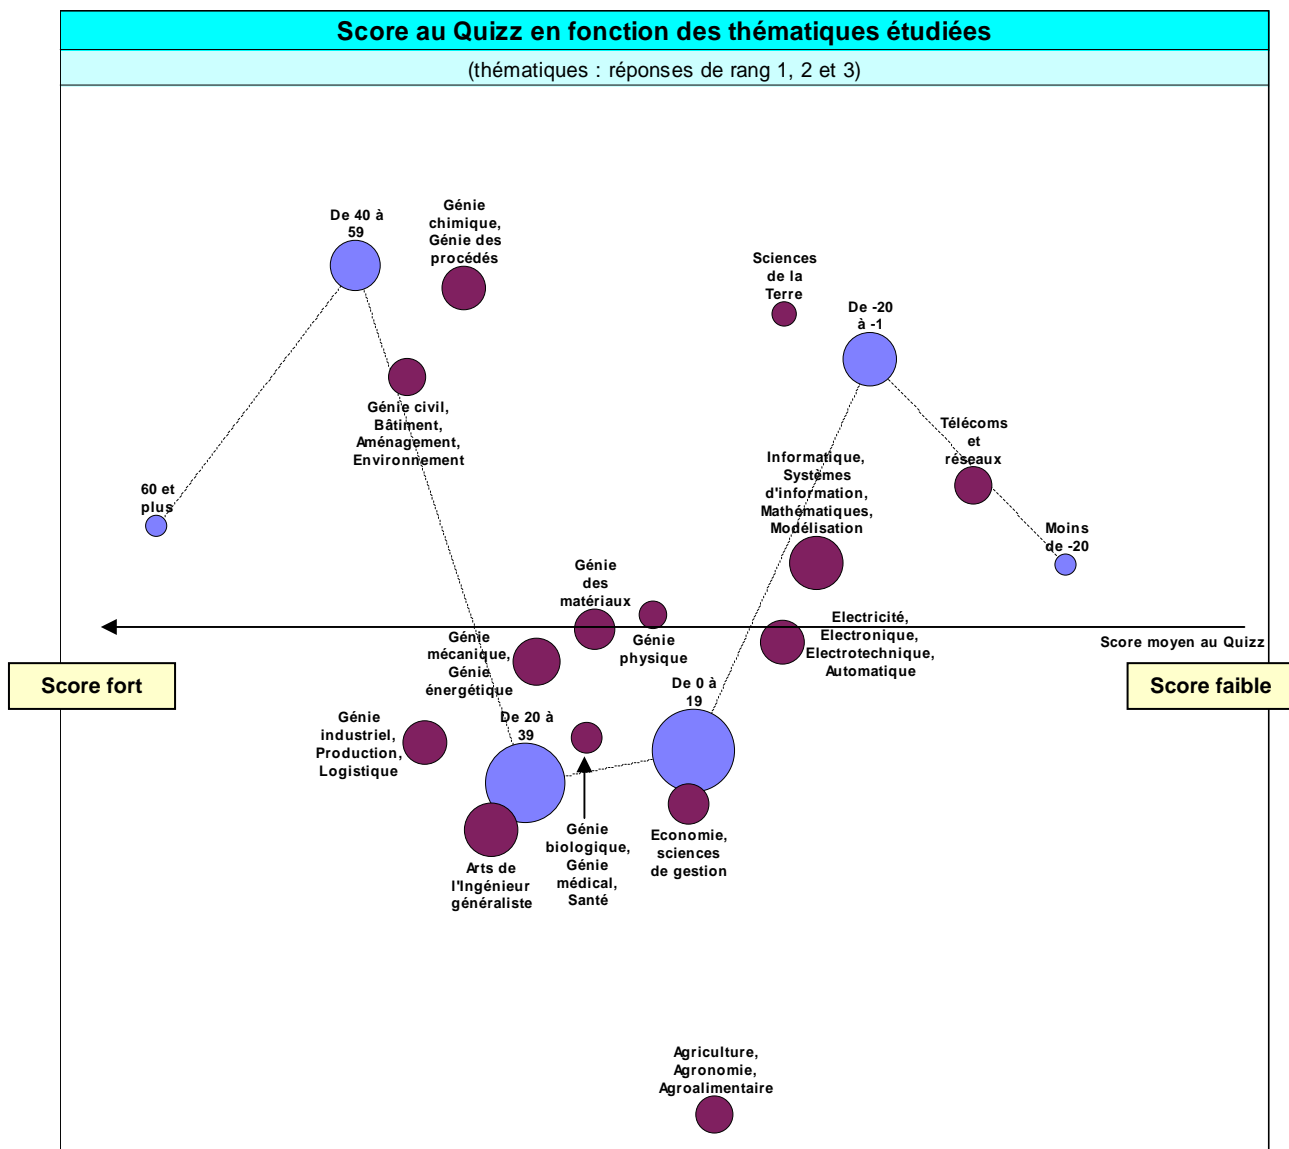 Score au Quizz en fonction des thématiques étudiées
(thématiques : réponses de rang 1, 2 et 3)
De 40 à
59
Génie
chimique,
Génie des
procédés
Sciences
de la
Terre
De -20
à -1
Génie civil,
Bâtiment,
Aménagement,
Environnement
Télécoms
et
réseaux
Informatique,
Systèmes
d'information,
Mathématiques,
Modélisation
60 et
plus
Moins
de -20
Génie
des
matériaux
Génie
physique
Génie
mécanique,
Génie
énergétique
Electricité,
Electronique,
Electrotechnique,
Automatique
Score moyen au Quizz
Score fort
Score faible
De 0 à
19
De 20 à
39
Génie
industriel,
Production,
Logistique
Arts de
l'Ingénieur
généraliste
Génie
biologique,
Génie
médical,
Santé
Economie,
sciences
de gestion
Agriculture,
Agronomie,
Agroalimentaire